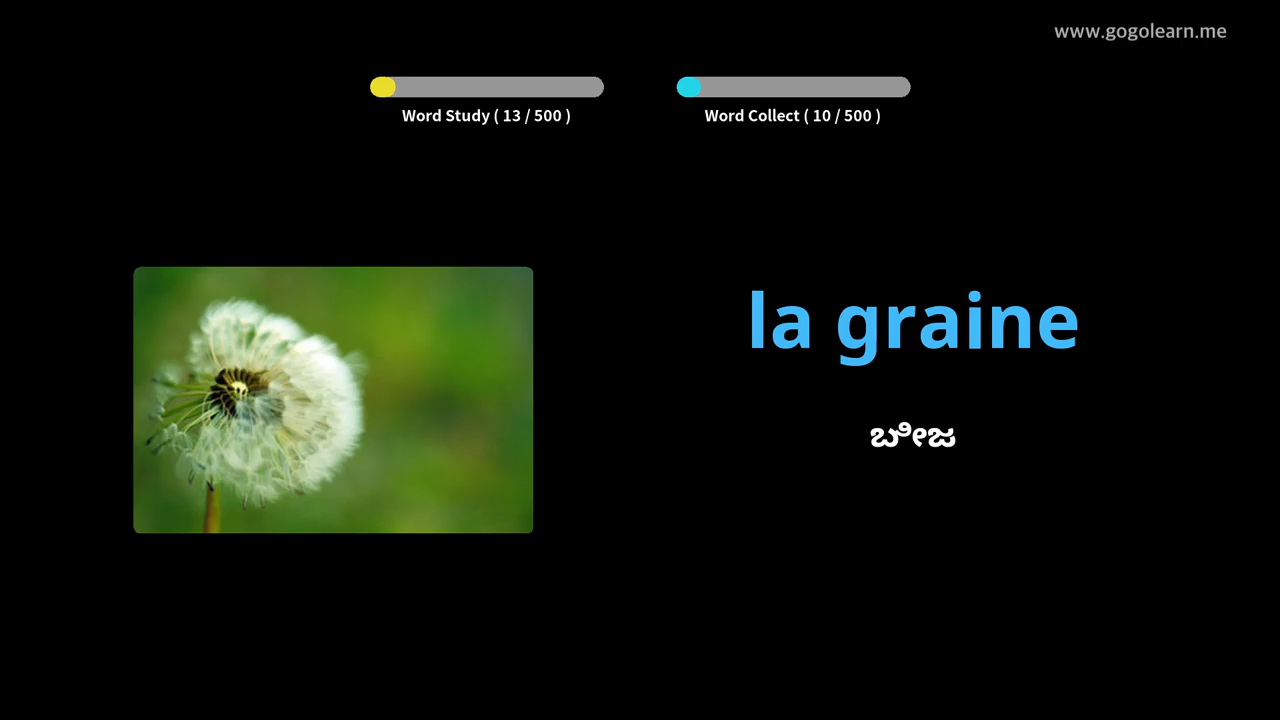 www.gogolearn.me
Word Study ( 13 / 500 )
Word Collect ( 10 / 500 )
la graine
ಬೀಜ